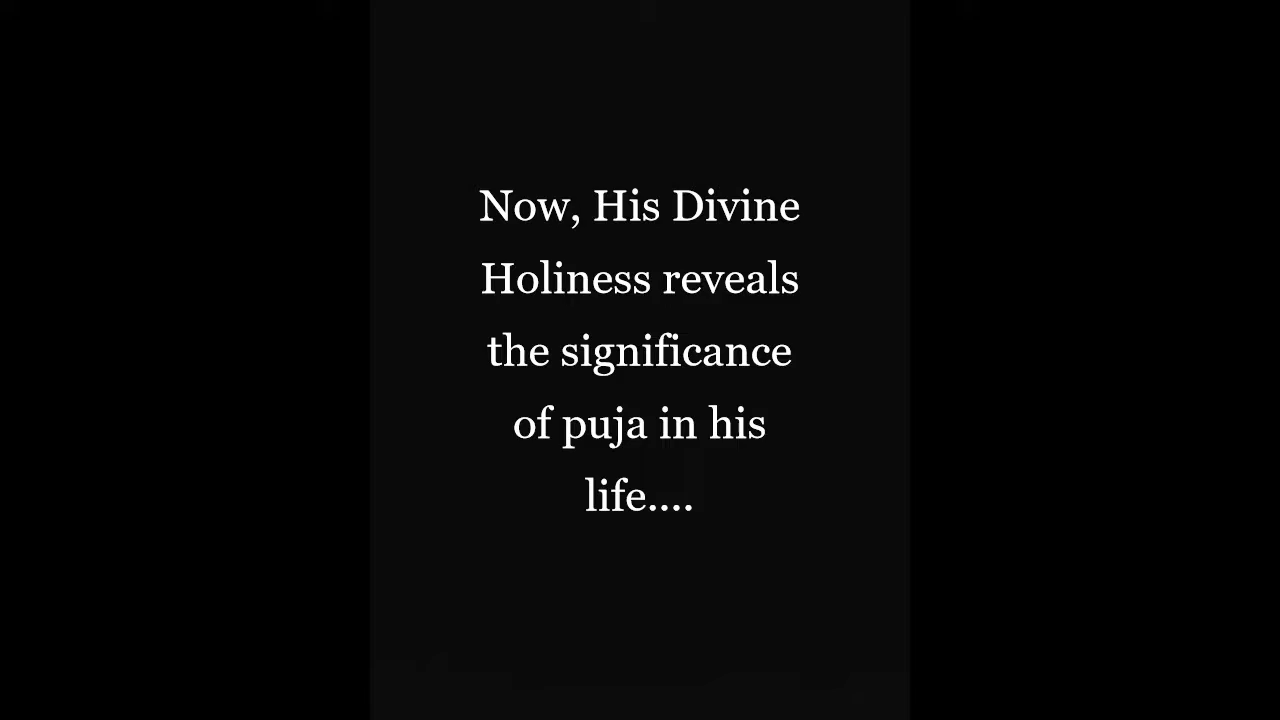 Now, His Divine
Holiness reveals
the significance
of puja in his
life....